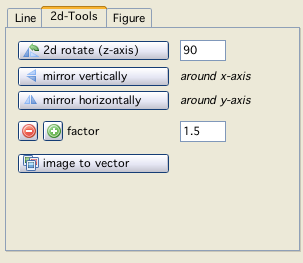 Line 2d-Tools Figure
2d rotate (z-axis) 90
mirror vertically around x-axis
mirror horizontally around y-axis
factor 1.5
image to vector